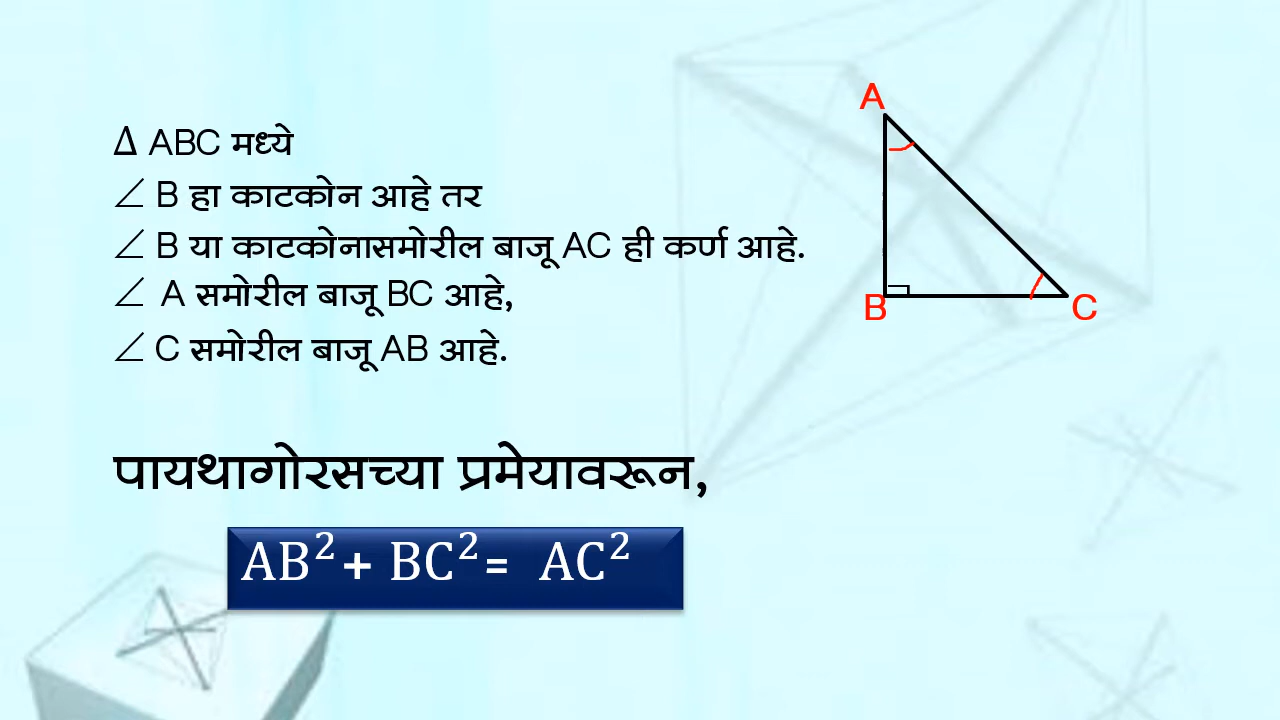 ∆ ABC मध्ये
∠ B हा काटकोन आहे तर
∠ B या काटकोनासमोरील बाजू AC ही कर्ण आहे.
∠ A समोरील बाजू BC आहे,
∠ C समोरील बाजू AB आहे.
A
B
C
पायथागोरसच्या प्रमेयावरून,
AB²+ BC²= AC²